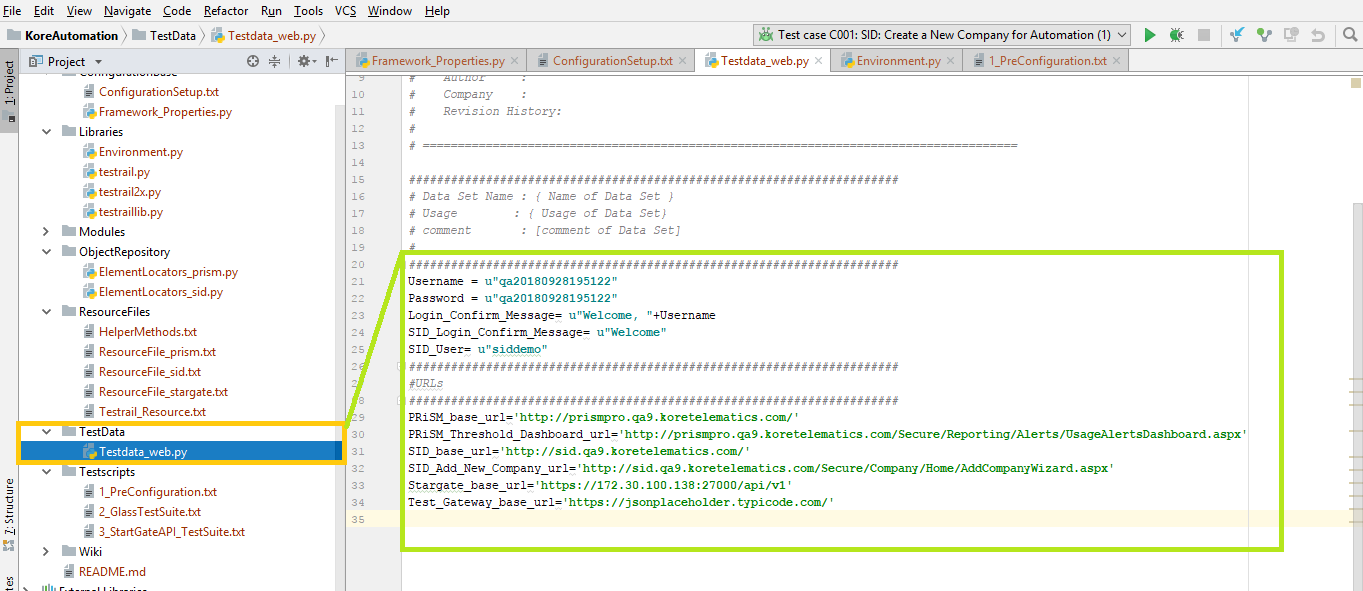 File Edit View Navigate Code Refactor Run Tools VCS Window Help
KoreAutomation TestData Testdata_web.py
Test case C001: SID: Create a New Company for Automation (1)
1: Project
7: Structure
Project
ConfigurationSetup.txt
Framework_Properties.py
Libraries
Environment.py
testrail.py
testrail2x.py
testraillib.py
Modules
ObjectRepository
ElementLocators_prism.py
ElementLocators_sid.py
ResourceFiles
HelperMethods.txt
ResourceFile_prism.txt
ResourceFile_sid.txt
ResourceFile_stargate.txt
Testrail_Resource.txt
TestData
Testdata_web.py
Testscripts
1_PreConfiguration.txt
2_GlassTestSuite.txt
3_StartGateAPI_TestSuite.txt
Wiki
README.md
External Libraries
Framework_Properties.py ConfigurationSetup.txt Testdata_web.py Environment.py 1_PreConfiguration.txt
9 # Author :
10 # Company :
11 # Revision History:
12 #
13 # =====================================================================================
14
15 ######################################################################
16 # Data Set Name : { Name of Data Set }
17 # Usage : { Usage of Data Set}
18 # comment : [comment of Data Set]
19 #
20 ######################################################################
21 Username = u"qa20180928195122"
22 Password = u"qa20180928195122"
23 Login_Confirm_Message= u"Welcome, "+Username
24 SID_Login_Confirm_Message= u"Welcome"
25 SID_User= u"siddemo"
26 ######################################################################
#URLs
28 ######################################################################
29 PRiSM_base_url='http://prismpro.qa9.koretelematics.com/'
30 PRiSM_Threshold_Dashboard_url='http://prismpro.qa9.koretelematics.com/Secure/Reporting/Alerts/UsageAlertsDashboard.aspx'
31 SID_base_url='http://sid.qa9.koretelematics.com/'
32 SID_Add_New_Company_url='http://sid.qa9.koretelematics.com/Secure/Company/Home/AddCompanyWizard.aspx'
33 Stargate_base_url='https://172.30.100.138:27000/api/v1'
34 Test_Gateway_base_url='https://jsonplaceholder.typicode.com/'
35